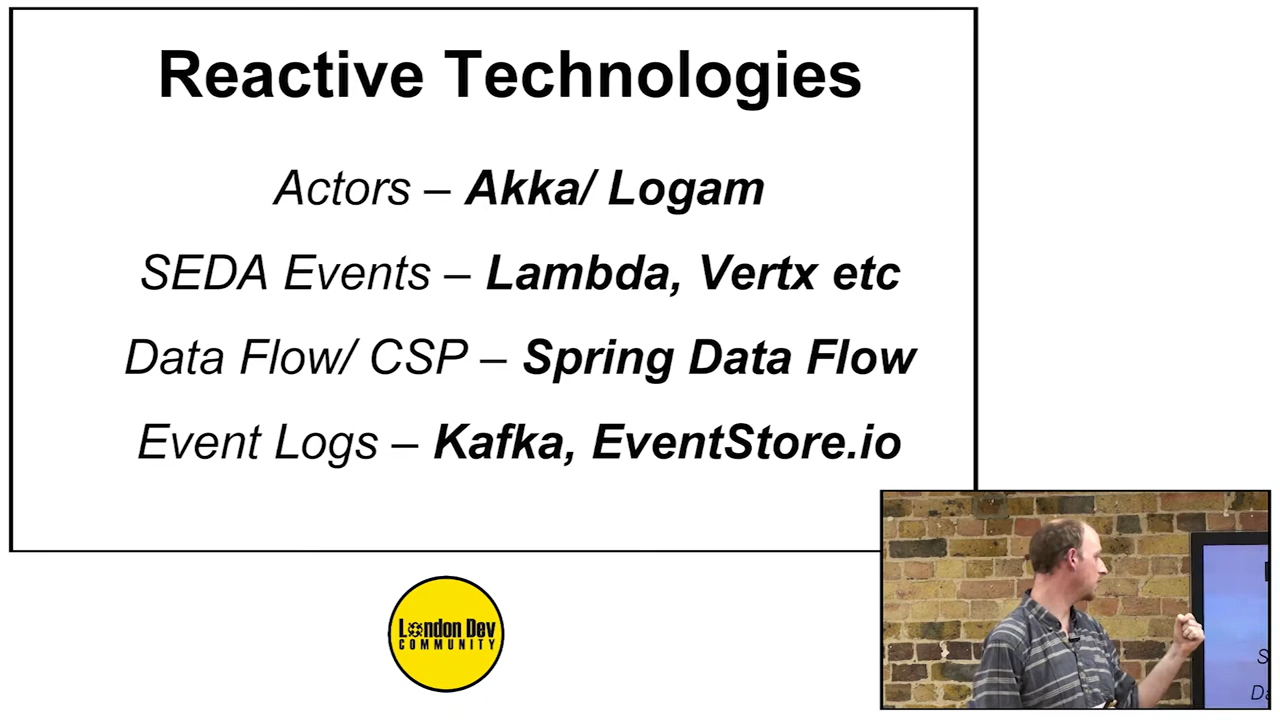 Reactive Technologies
Actors – Akka/ Logam
SEDA Events – Lambda, Vertx etc
Data Flow/ CSP – Spring Data Flow
Event Logs – Kafka, EventStore.io
London Dev
COMMUNITY